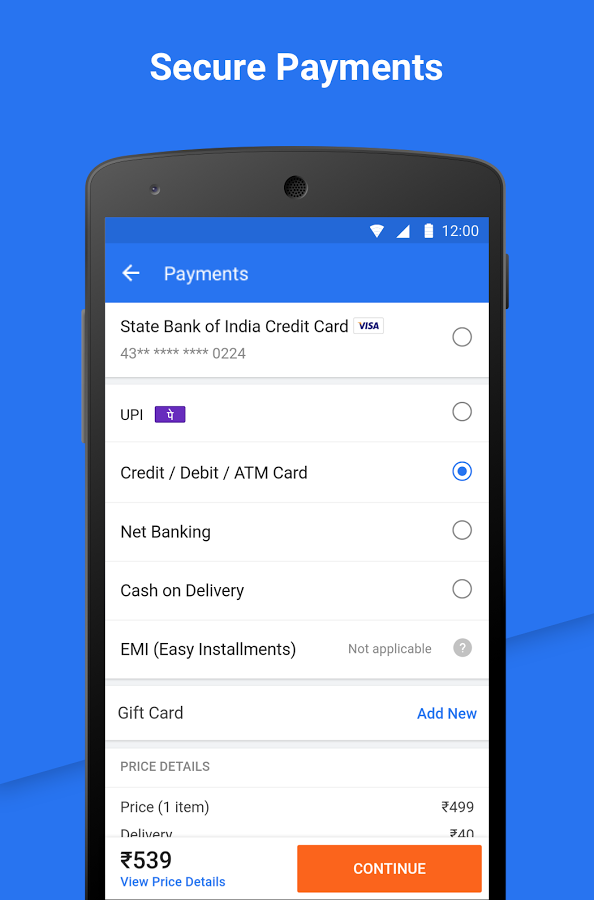 Secure Payments
12:00
Payments
State Bank of India Credit Card VISA
43** **** **** 0224
UPI पे
Credit / Debit / ATM Card
Net Banking
Cash on Delivery
EMI (Easy Installments) Not applicable ?
Gift Card Add New
PRICE DETAILS
Price (1 item) ₹499
Delivery ₹40
₹539
View Price Details
CONTINUE